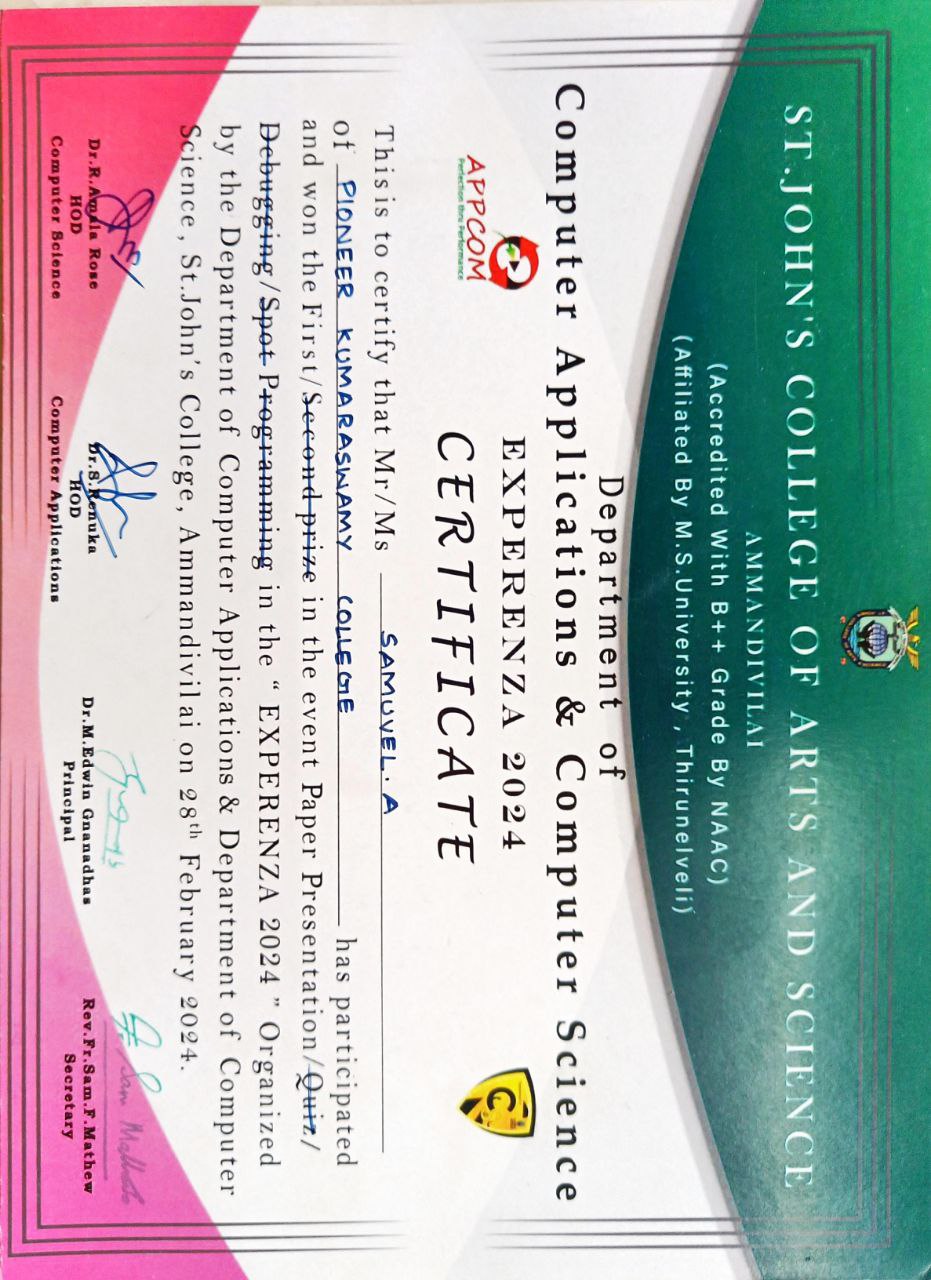 ST.JOHN'S COLLEGE OF ARTS AND SCIENCE
AMMANDIVILAI
(Accredited With B++ Grade By NAAC)
(Affiliated By M.S.University , Thirunelveli)
Department of
Computer Applications & Computer Science
EXPERENZA 2024
CERTIFICATE
APPCOM
Perfection thru Performance
C
This is to certify that Mr/Ms SAMUVEL. A
of PIONEER KUMARASWAMY COLLEGE has participated
and won the First/Second prize in the event Paper Presentation/Quiz/
Debugging/Spot Programming in the “ EXPERENZA 2024 ” Organized
by the Department of Computer Applications & Department of Computer
Science, St.John's College, Ammandivilai on 28th February 2024.
Dr.R.Amala Rose
HOD
Computer Science
Dr.S.Renuka
HOD
Computer Applications
Dr.M.Edwin Gnanadhas
Principal
Rev.Fr.Sam.F.Mathew
Secretary